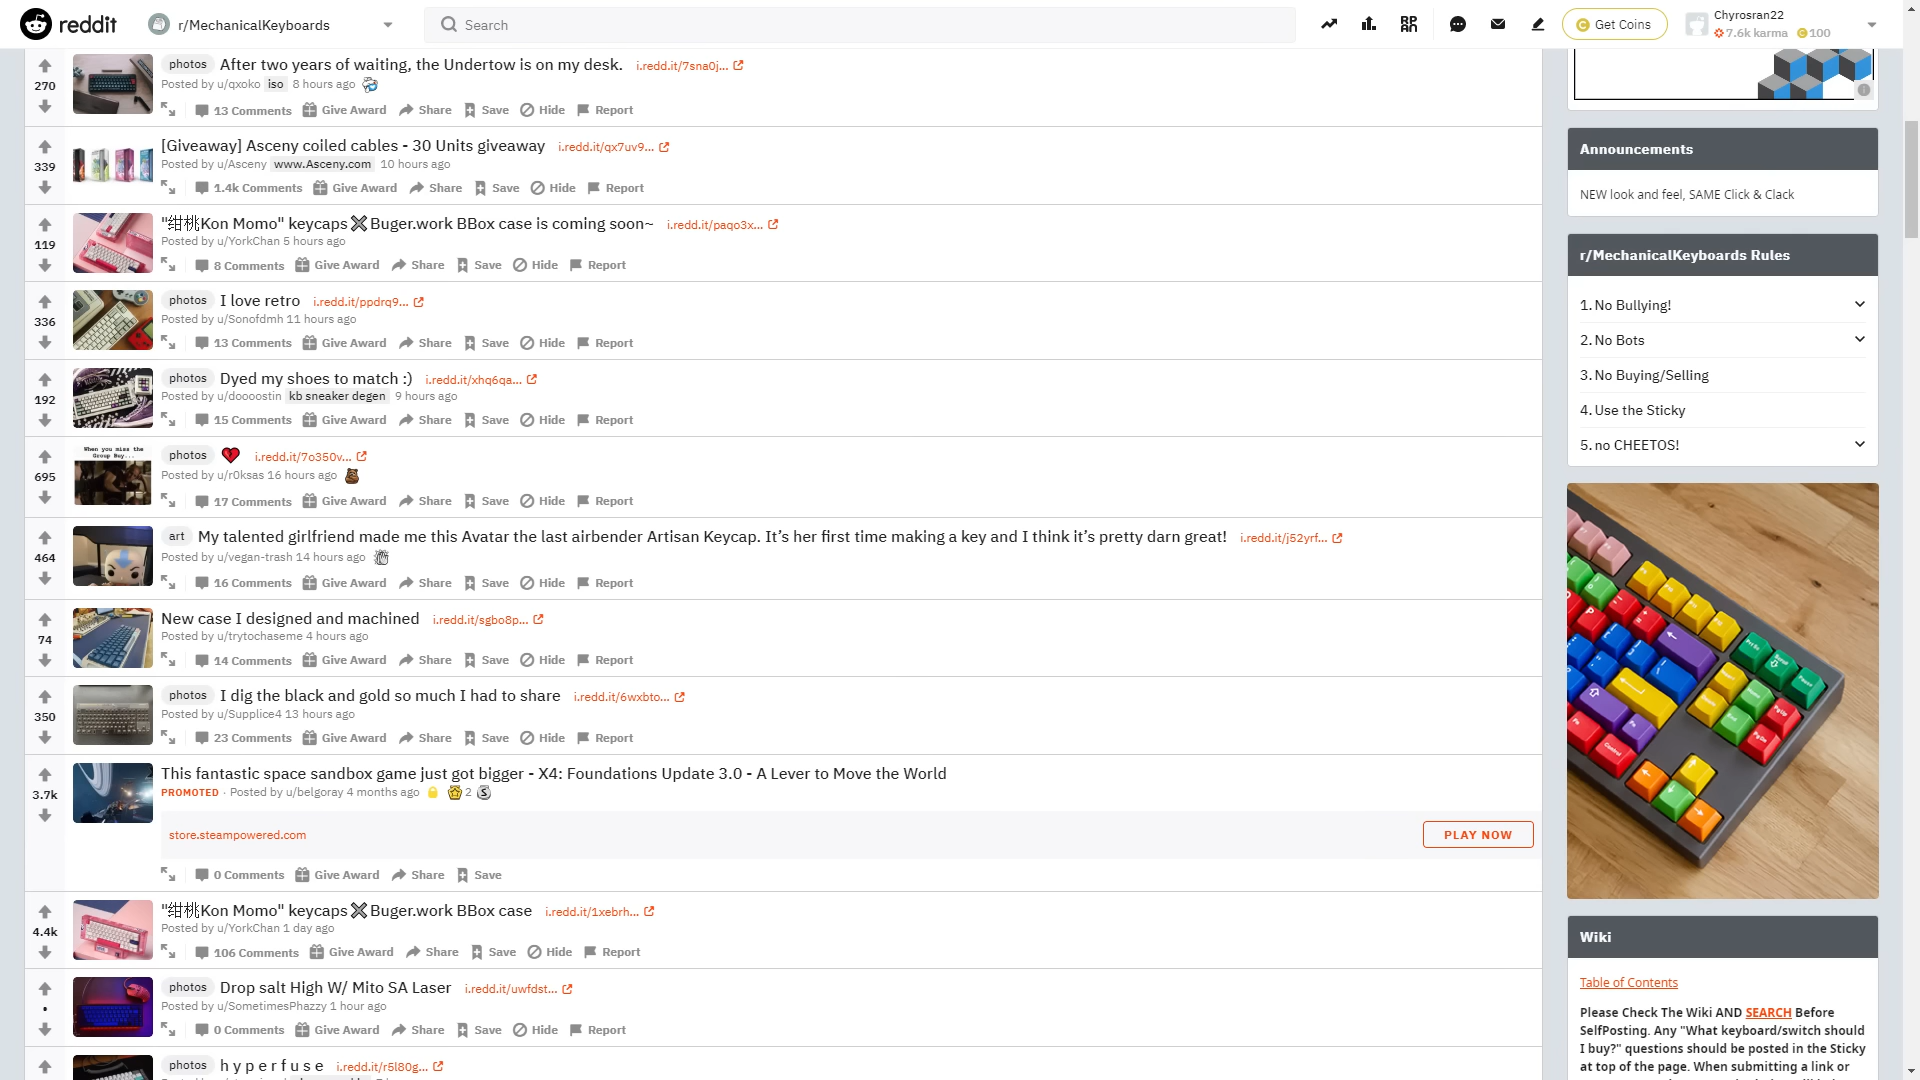 reddit
r/MechanicalKeyboards
Search
Get Coins
Chyrosran22
7.6k karma 100
270
photos After two years of waiting, the Undertow is on my desk. i.redd.it/7sna0j...
Posted by u/qxoko iso 8 hours ago
13 Comments Give Award Share Save Hide Report
339
[Giveaway] Asceny coiled cables - 30 Units giveaway i.redd.it/qx7uv9...
Posted by u/Asceny www.Asceny.com 10 hours ago
1.4k Comments Give Award Share Save Hide Report
119
"绀桃Kon Momo" keycaps✖Buger.work BBox case is coming soon~ i.redd.it/paqo3x...
Posted by u/YorkChan 5 hours ago
8 Comments Give Award Share Save Hide Report
336
photos I love retro i.redd.it/ppdrq9...
Posted by u/Sonofdmh 11 hours ago
13 Comments Give Award Share Save Hide Report
192
photos Dyed my shoes to match :) i.redd.it/xhq6qa...
Posted by u/doooostin kb sneaker degen 9 hours ago
15 Comments Give Award Share Save Hide Report
695
When you miss the
Group Buy...
photos 💔 i.redd.it/7o350v...
Posted by u/r0ksas 16 hours ago
17 Comments Give Award Share Save Hide Report
464
art My talented girlfriend made me this Avatar the last airbender Artisan Keycap. It’s her first time making a key and I think it’s pretty darn great! i.redd.it/j52yrf...
Posted by u/vegan-trash 14 hours ago
16 Comments Give Award Share Save Hide Report
74
New case I designed and machined i.redd.it/sgbo8p...
Posted by u/trytochaseme 4 hours ago
14 Comments Give Award Share Save Hide Report
350
photos I dig the black and gold so much I had to share i.redd.it/6wxbto...
Posted by u/Supplice4 13 hours ago
23 Comments Give Award Share Save Hide Report
3.7k
This fantastic space sandbox game just got bigger - X4: Foundations Update 3.0 - A Lever to Move the World
PROMOTED · Posted by u/belgoray 4 months ago 2
store.steampowered.com
PLAY NOW
0 Comments Give Award Share Save
4.4k
"绀桃Kon Momo" keycaps✖Buger.work BBox case i.redd.it/1xebrh...
Posted by u/YorkChan 1 day ago
106 Comments Give Award Share Save Hide Report
•
photos Drop salt High W/ Mito SA Laser i.redd.it/uwfdst...
Posted by u/SometimesPhazzy 1 hour ago
0 Comments Give Award Share Save Hide Report
photos h y p e r f u s e i.redd.it/r5l80g...
Announcements
NEW look and feel, SAME Click & Clack
r/MechanicalKeyboards Rules
1. No Bullying!
2. No Bots
3. No Buying/Selling
4. Use the Sticky
5. no CHEETOS!
Wiki
Table of Contents
Please Check The Wiki AND SEARCH Before
SelfPosting. Any "What keyboard/switch should
I buy?" questions should be posted in the Sticky
at top of the page. When submitting a link or